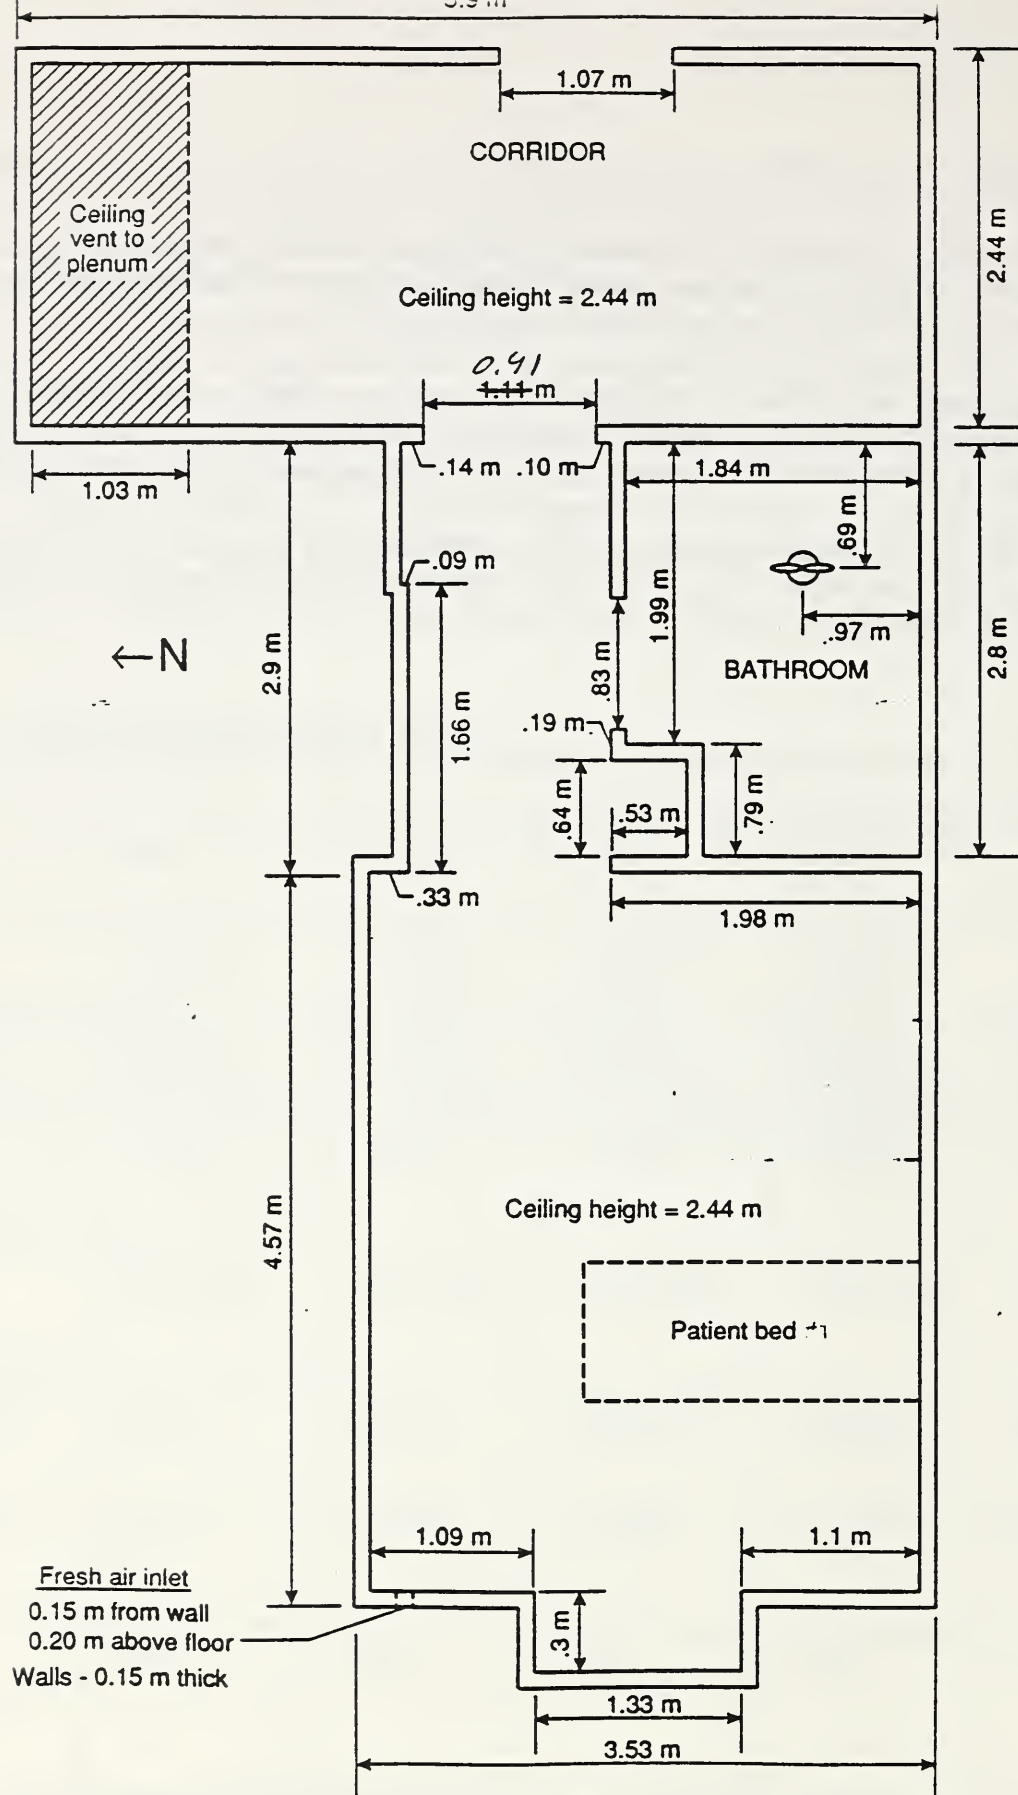 1.07 m
CORRIDOR
Ceiling
vent to
plenum
2.44 m
Ceiling height = 2.44 m
0.41
1.11 m
.14 m
.10 m
1.03 m
1.84 m
.69 m
.09 m
1.99 m
.97 m
←N
2.9 m
.83 m
BATHROOM
2.8 m
1.66 m
.19 m
.64 m
.53 m
.79 m
.33 m
1.98 m
4.57 m
Ceiling height = 2.44 m
Patient bed
1.09 m
1.1 m
Fresh air inlet
0.15 m from wall
0.20 m above floor
Walls - 0.15 m thick
.3 m
1.33 m
3.53 m